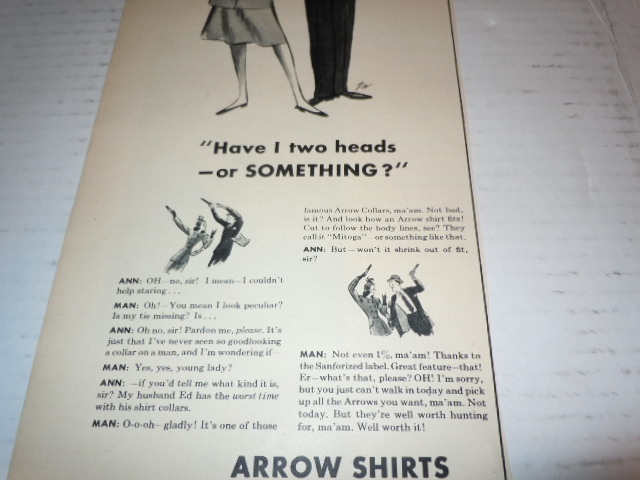 "Have I two heads
—or SOMETHING?"
ANN: OH—no, sir! I mean—I couldn't
help staring . . .
MAN: Oh!—You mean I look peculiar?
Is my tie missing? Is . . .
ANN: Oh no, sir! Pardon me, please. It's
just that I've never seen so goodlooking
a collar on a man, and I'm wondering if—
MAN: Yes, yes, young lady?
ANN: —if you'd tell me what kind it is,
sir? My husband Ed has the worst time
with his shirt collars.
MAN: O-o-oh—gladly! It's one of those
famous Arrow Collars, ma'am. Not bad,
is it? And look how an Arrow shirt fits!
Cut to follow the body lines, see? They
call it "Mitoga"—or something like that.
ANN: But—won't it shrink out of fit,
sir?
MAN: Not even 1%, ma'am! Thanks to
the Sanforized label. Great feature—that!
Er—what's that, please? OH! I'm sorry,
but you just can't walk in today and pick
up all the Arrows you want, ma'am. Not
today. But they're well worth hunting
for, ma'am. Well worth it!
ARROW SHIRTS